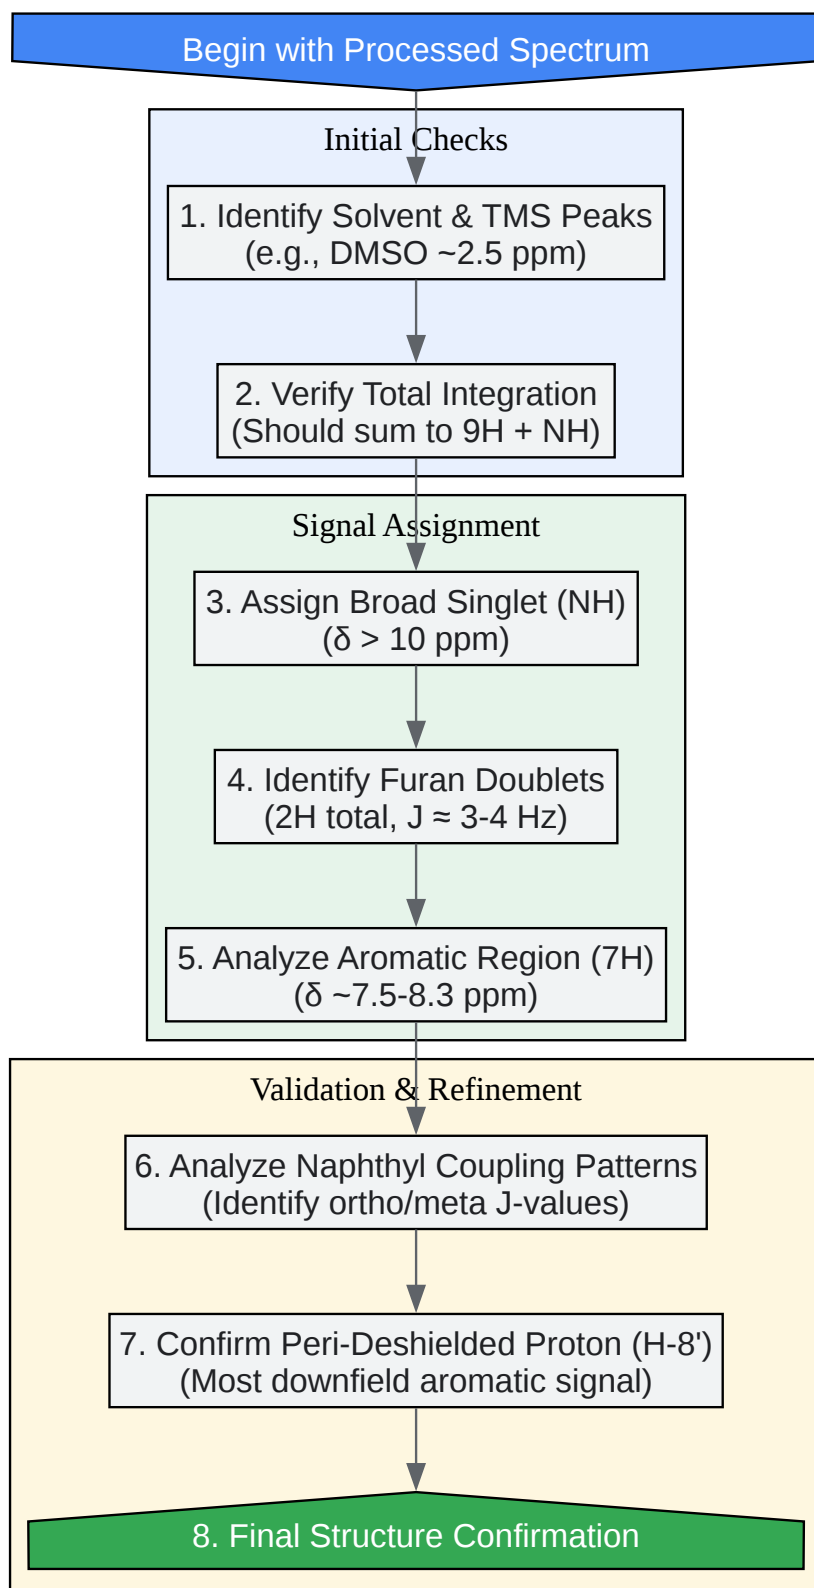 Begin with Processed Spectrum
Initial Checks
1. Identify Solvent & TMS Peaks
(e.g., DMSO ~2.5 ppm)
2. Verify Total Integration
(Should sum to 9H + NH)
Signal Assignment
3. Assign Broad Singlet (NH)
(δ > 10 ppm)
4. Identify Furan Doublets
(2H total, J ≈ 3-4 Hz)
5. Analyze Aromatic Region (7H)
(δ ~7.5-8.3 ppm)
Validation & Refinement
6. Analyze Naphthyl Coupling Patterns
(Identify ortho/meta J-values)
7. Confirm Peri-Deshielded Proton (H-8')
(Most downfield aromatic signal)
8. Final Structure Confirmation